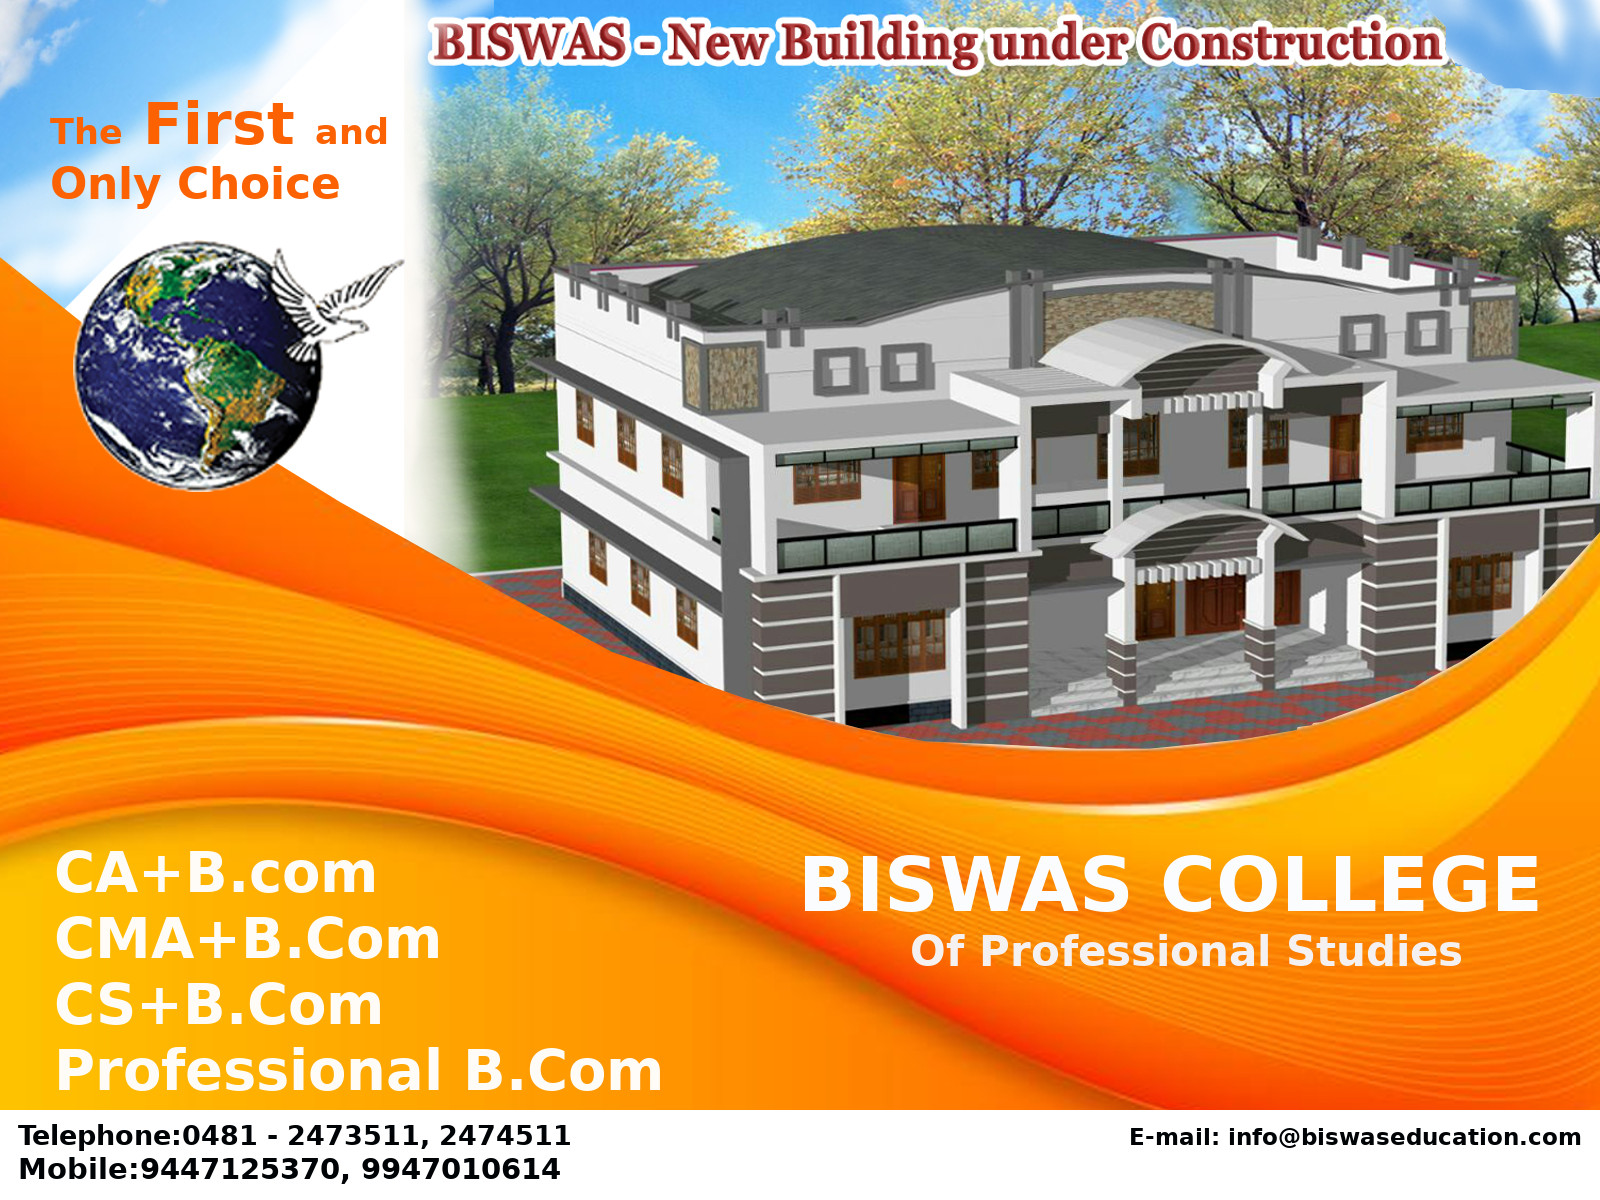 BISWAS - New Building under Construction
The First and
Only Choice
CA+B.com
CMA+B.Com
CS+B.Com
Professional B.Com
BISWAS COLLEGE
Of Professional Studies
Telephone:0481 - 2473511, 2474511
Mobile:9447125370, 9947010614
E-mail: info@biswaseducation.com